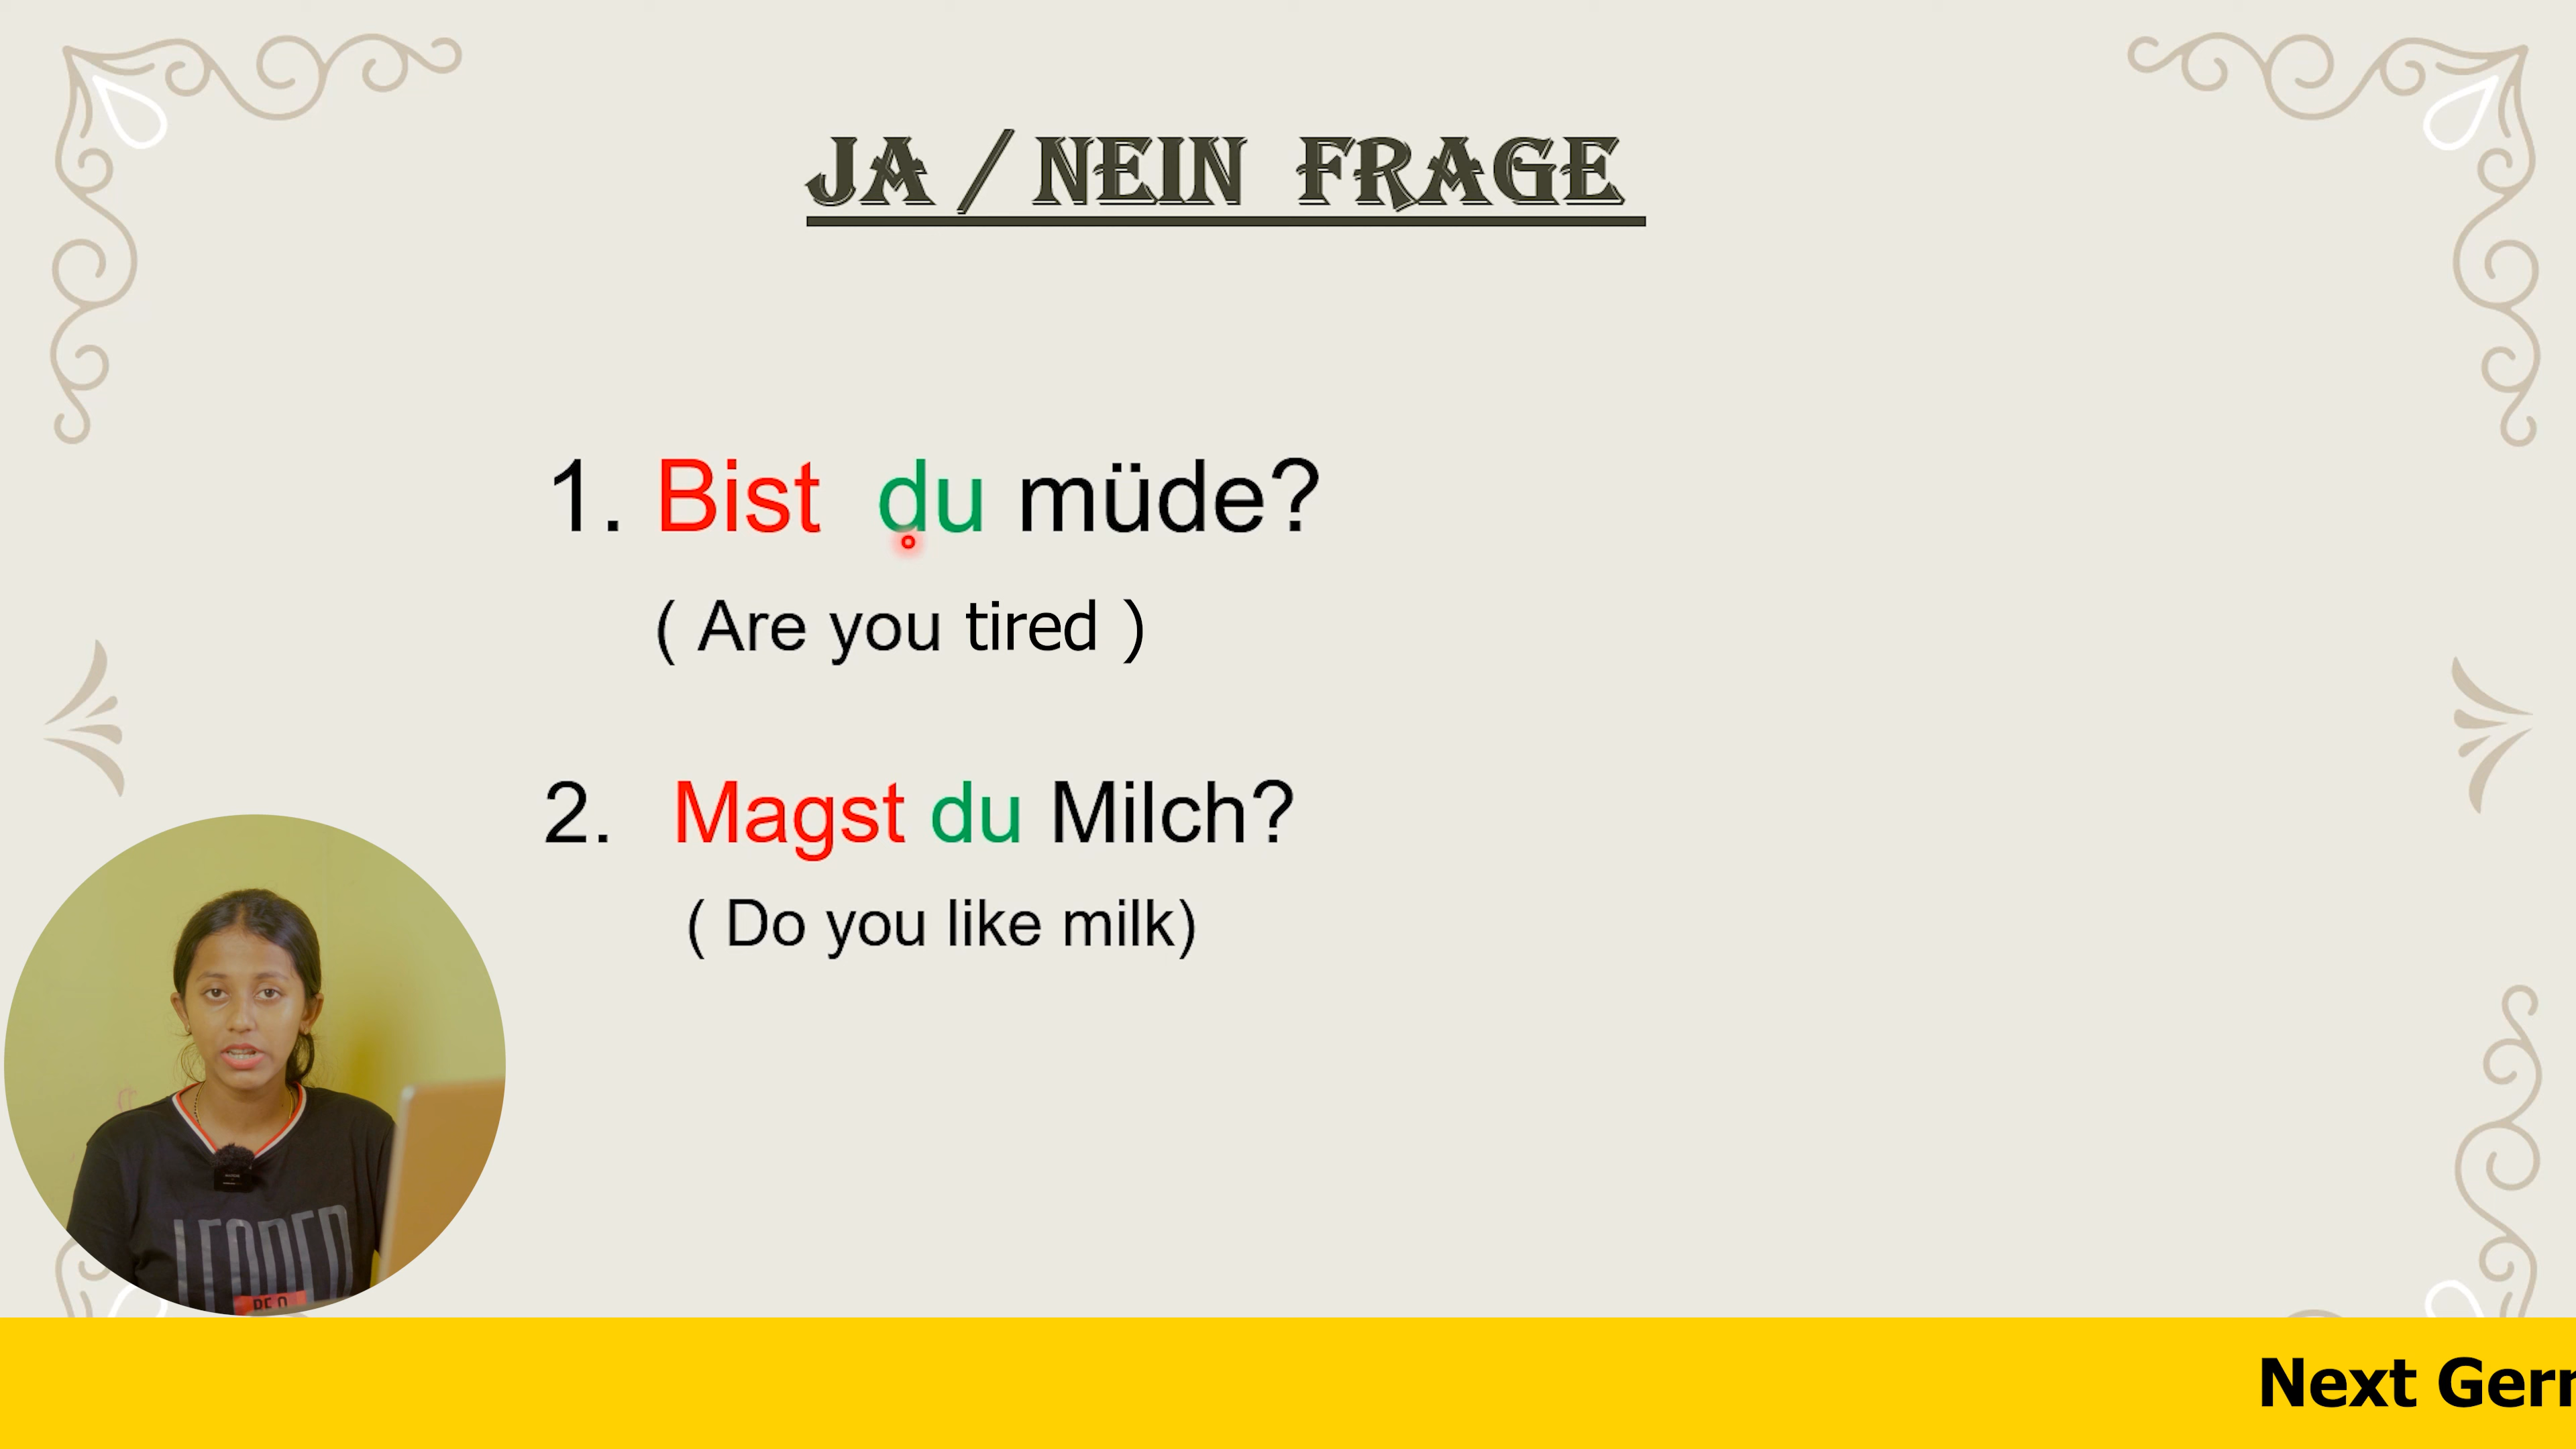 JA / NEIN FRAGE
1. Bist du müde?
( Are you tired )
2. Magst du Milch?
( Do you like milk)
Next